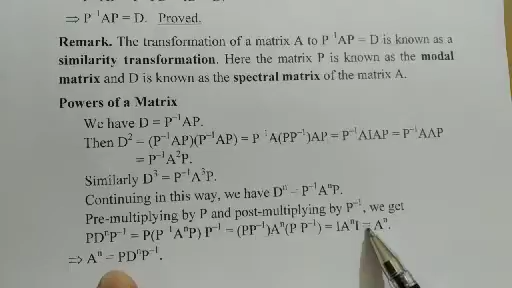 ⇒ P⁻¹AP = D. Proved.
Remark. The transformation of a matrix A to P⁻¹AP = D is known as a
similarity transformation. Here the matrix P is known as the modal
matrix and D is known as the spectral matrix of the matrix A.
Powers of a Matrix
We have D = P⁻¹AP.
Then D² = (P⁻¹AP)(P⁻¹AP) = P⁻¹A(PP⁻¹)AP = P⁻¹AIAP = P⁻¹AAP
= P⁻¹A²P.
Similarly D³ = P⁻¹A³P.
Continuing in this way, we have Dⁿ = P⁻¹AⁿP.
Pre-multiplying by P and post-multiplying by P⁻¹, we get
PDⁿP⁻¹ = P(P⁻¹AⁿP) P⁻¹ = (PP⁻¹)Aⁿ(P P⁻¹) = IAⁿI = Aⁿ.
⇒ Aⁿ = PDⁿP⁻¹.